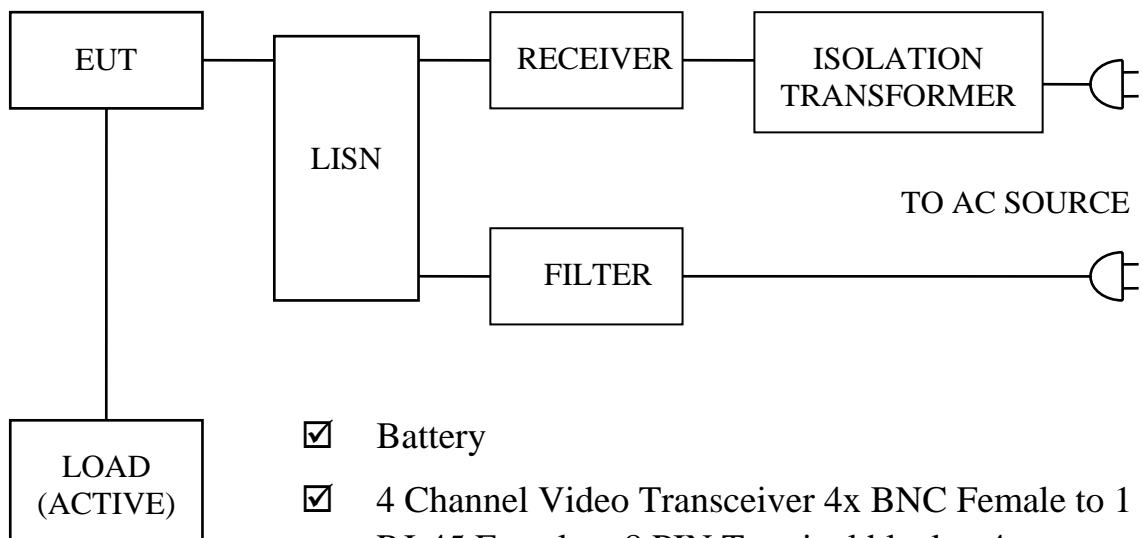 EUT
LISN
RECEIVER
ISOLATION
TRANSFORMER
TO AC SOURCE
FILTER
LOAD
(ACTIVE)
☑ Battery
☑ 4 Channel Video Transceiver 4x BNC Female to 1